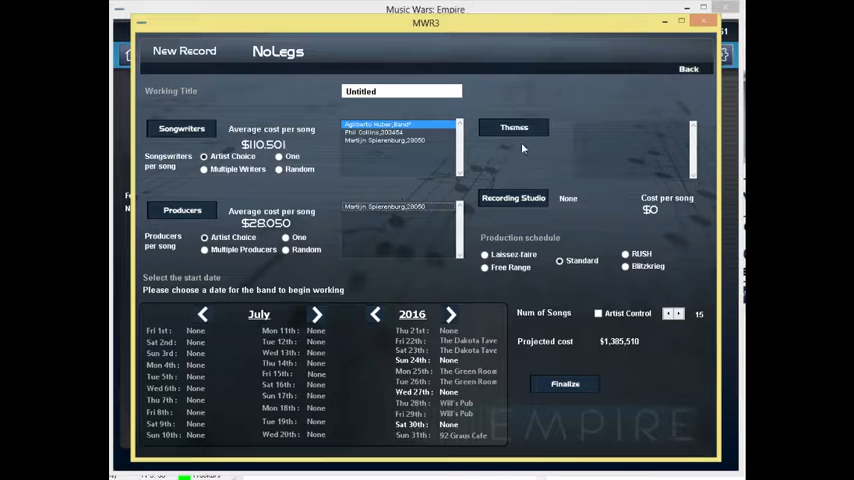 Music Wars: Empire
MWR3
New Record NoLegs
Back
Working Title Untitled
Songwriters Average cost per song
$110.501
Songswriters per song
Artist Choice One
Multiple Writers Random
Agiliberto Huber,Band*
Phil Collins,303454
Martijn Spierenburg,28050
Themes
Producers Average cost per song
$28.050
Producers per song
Artist Choice One
Multiple Producers Random
Martijn Spierenburg,28050
Recording Studio None
Cost per song
$0
Production schedule
Laissez-faire Standard RUSH
Free Range Blitzkrieg
Select the start date
Please choose a date for the band to begin working
July 2016
Fri 1st: None Mon 11th: None Thu 21st: None
Sat 2nd: None Tue 12th: None Fri 22th: The Dakota Tave
Sun 3rd: None Wed 13th: None Sat 23th: The Dakota Tave
Mon 4th: None Thu 14th: None Sun 24th: None
Tue 5th: None Fri 15th: None Mon 25th: The Green Room
Wed 6th: None Sat 16th: None Tue 26th: The Green Room
Thu 7th: None Sun 17th: None Wed 27th: None
Fri 8th: None Mon 18th: None Thu 28th: Will's Pub
Sat 9th: None Tue 19th: None Fri 29th: Will's Pub
Sun 10th: None Wed 20th: None Sat 30th: None
Sun 31th: 92 Graus Cafe
Num of Songs Artist Control 15
Projected cost $1,385,510
Finalize
EMPIRE